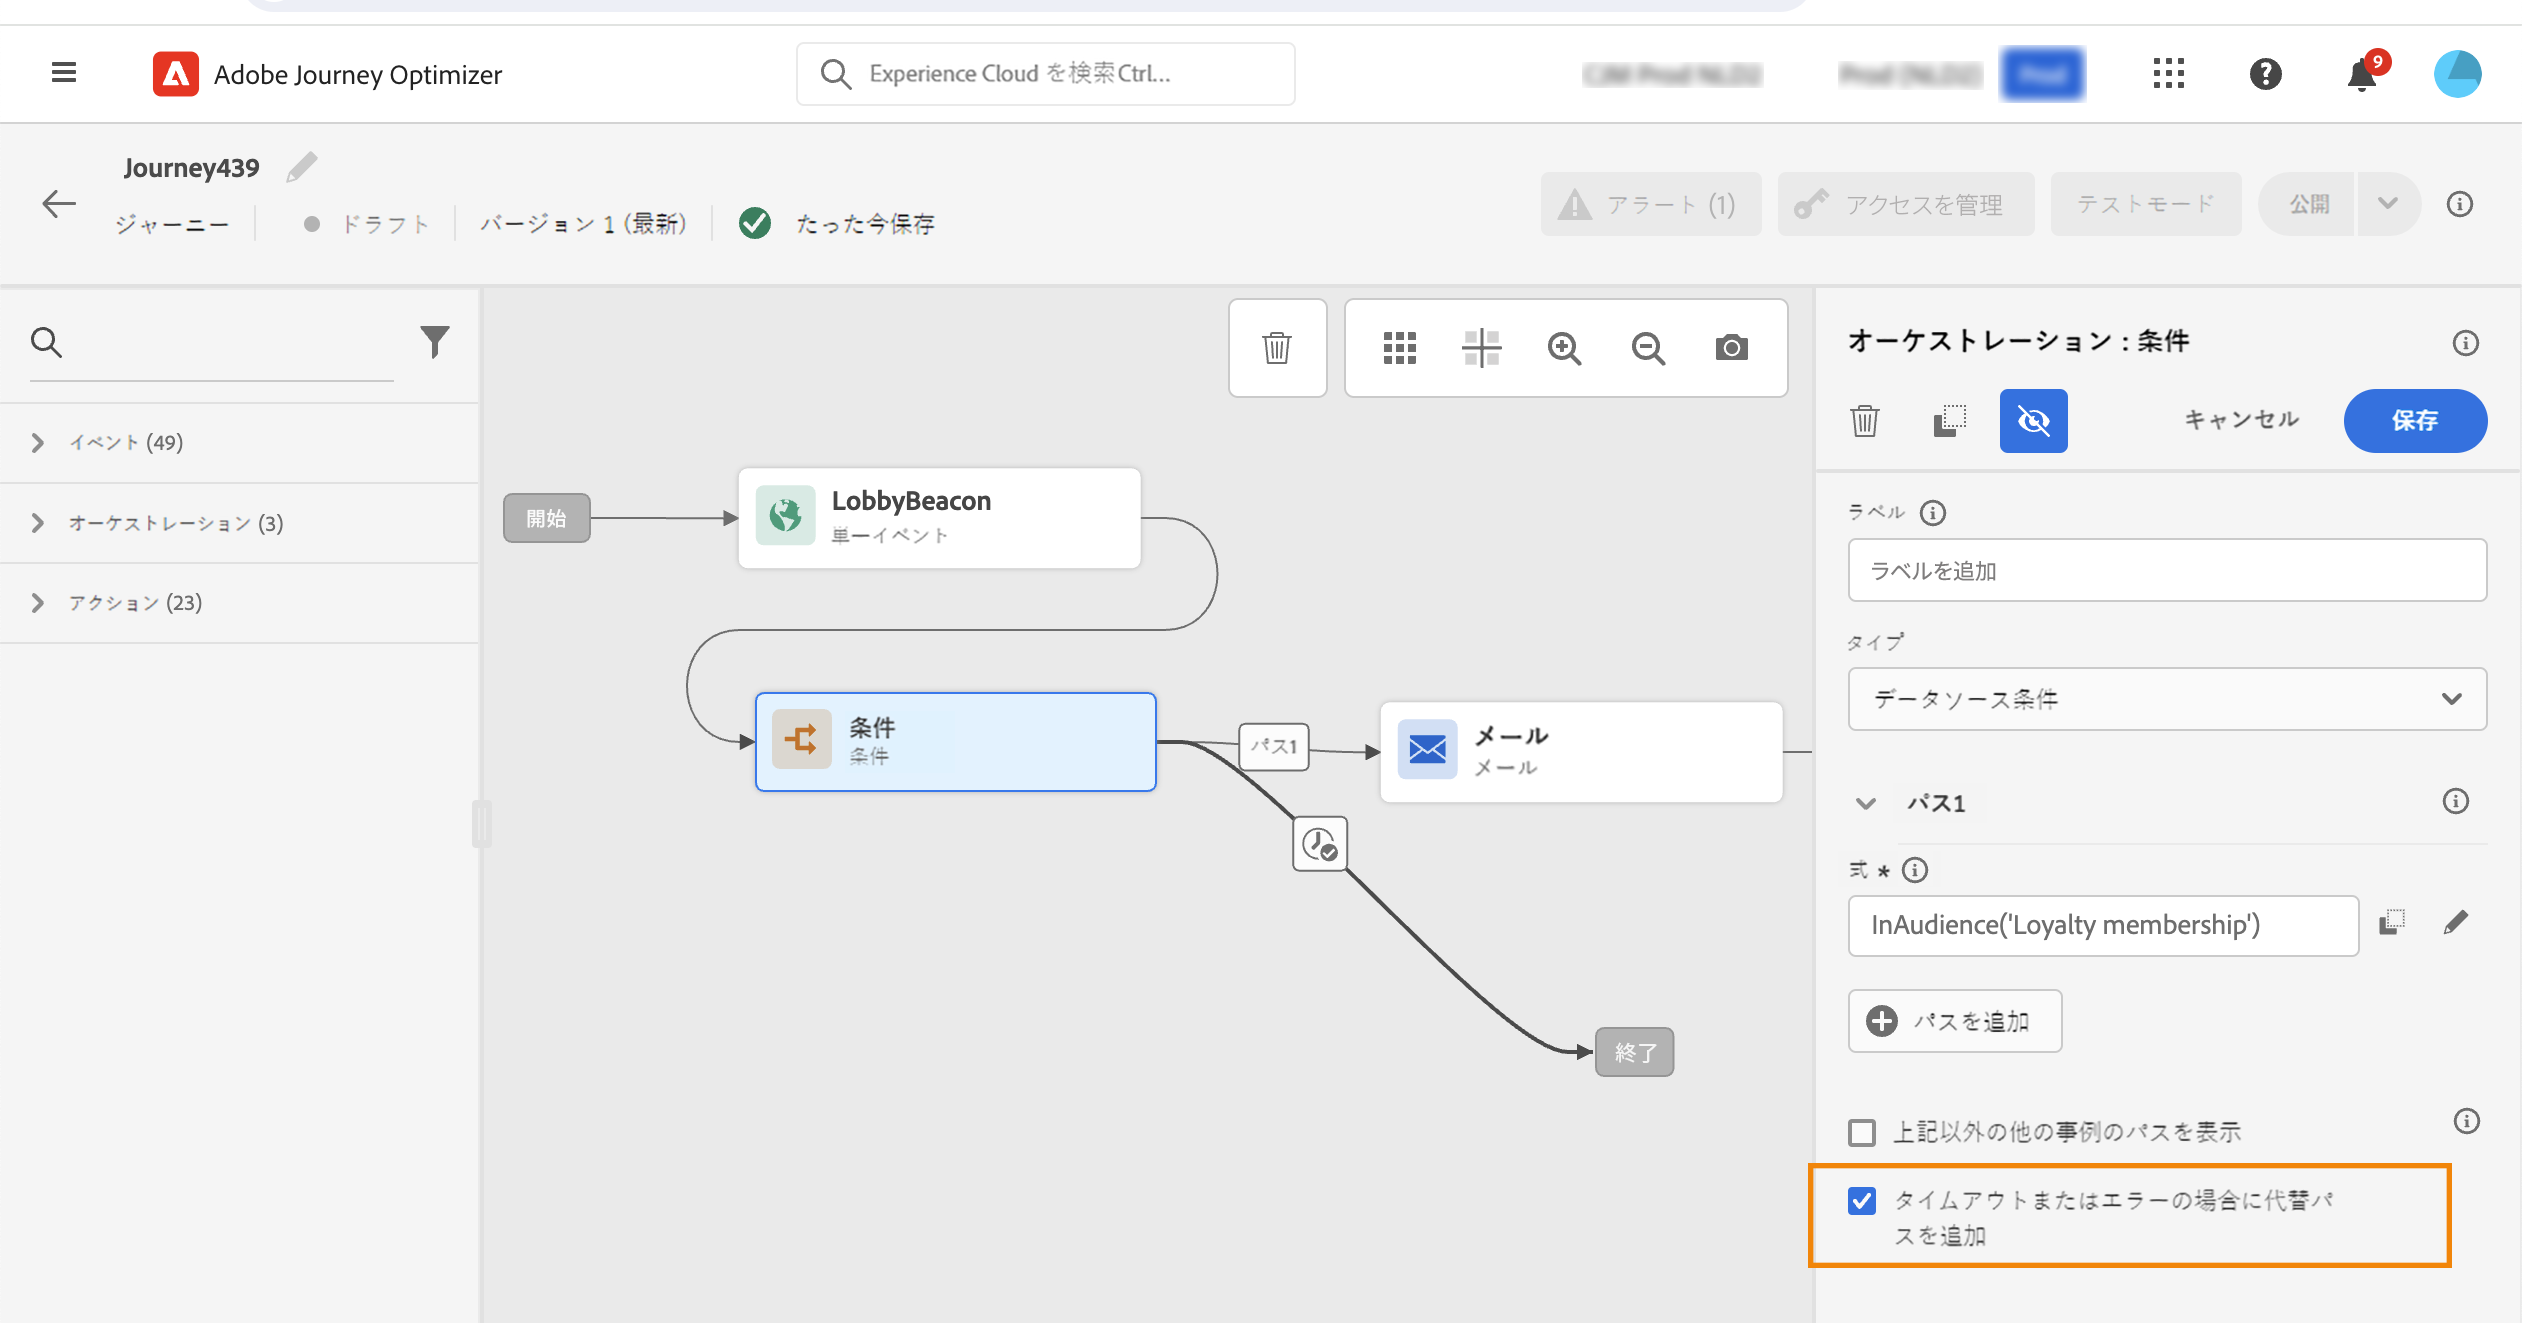 Adobe Journey Optimizer
Experience Cloud を検索Ctrl...
9
Journey439
ジャーニー
ドラフト
バージョン 1 (最新)
たった今保存
アラート (1)
アクセスを管理
テストモード
公開
イベント (49)
オーケストレーション (3)
アクション (23)
開始
LobbyBeacon
単一イベント
条件
条件
パス1
メール
メール
終了
オーケストレーション : 条件
キャンセル
保存
ラベル
ラベルを追加
タイプ
データソース条件
パス1
式 *
InAudience('Loyalty membership')
パスを追加
上記以外の他の事例のパスを表示
タイムアウトまたはエラーの場合に代替パ
スを追加